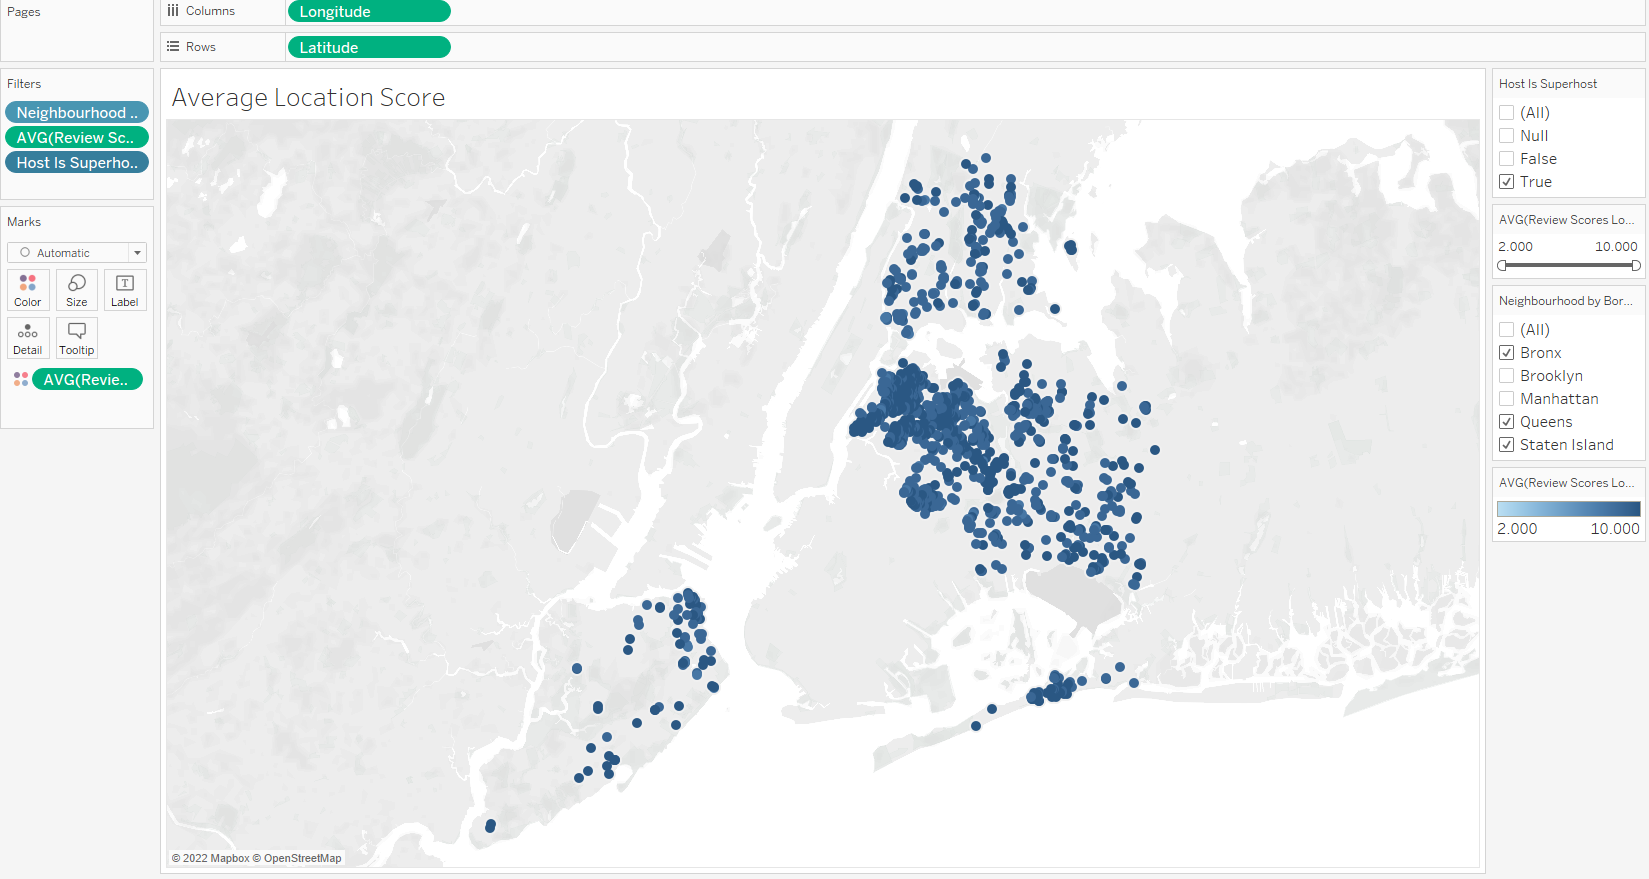 Pages
Columns
Longitude
Rows
Latitude
Filters
Neighbourhood ..
AVG(Review Sc..
Host Is Superho..
Marks
Automatic
Color
Size
Label
Detail
Tooltip
AVG(Revie..
Average Location Score
© 2022 Mapbox © OpenStreetMap
Host Is Superhost
(All)
Null
False
True
AVG(Review Scores Lo...
2.000 10.000
Neighbourhood by Bor...
(All)
Bronx
Brooklyn
Manhattan
Queens
Staten Island
AVG(Review Scores Lo...
2.000 10.000